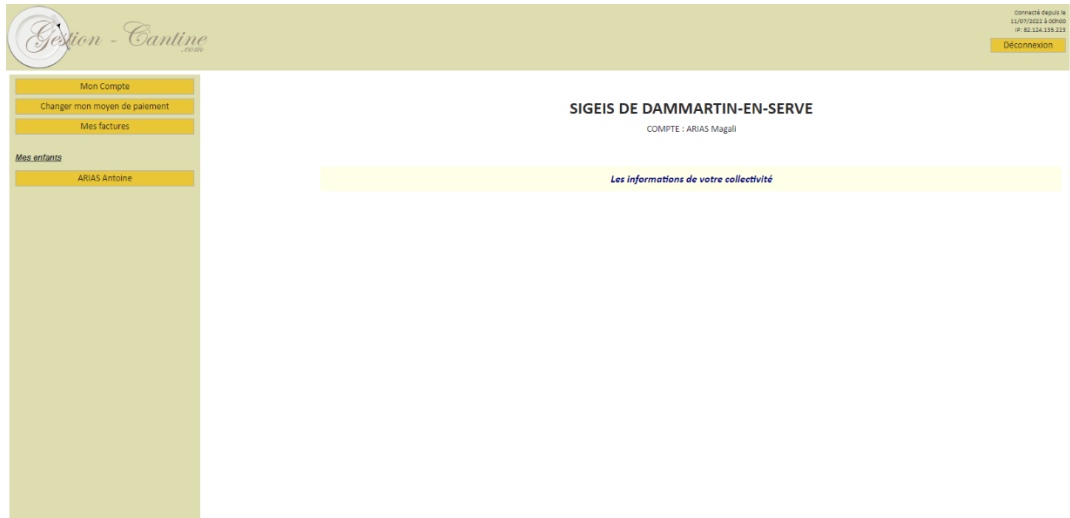 Gestion - Cantine
.com
Connecté depuis le
11/07/2022 à 00h00
IP: 82.124.135.223
Déconnexion
Mon Compte
Changer mon moyen de paiement
Mes factures
Mes enfants
ARIAS Antoine
SIGEIS DE DAMMARTIN-EN-SERVE
COMPTE : ARIAS Magali
Les informations de votre collectivité